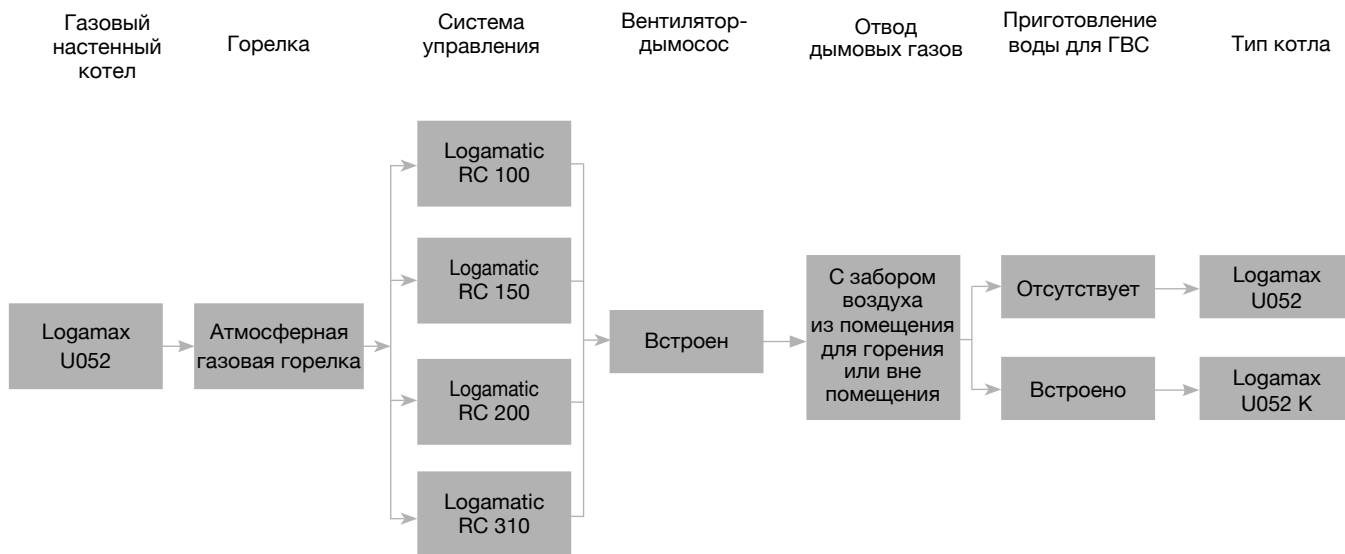 Газовый
настенный
котел
Горелка
Система
управления
Вентилятор-
дымосос
Отвод
дымовых газов
Приготовление
воды для ГВС
Тип котла
Logamax
U052
Атмосферная
газовая горелка
Logamatic
RC 100
Logamatic
RC 150
Logamatic
RC 200
Logamatic
RC 310
Встроен
С забором
воздуха
из помещения
для горения
или вне
помещения
Отсутствует
Встроено
Logamax
U052
Logamax
U052 K